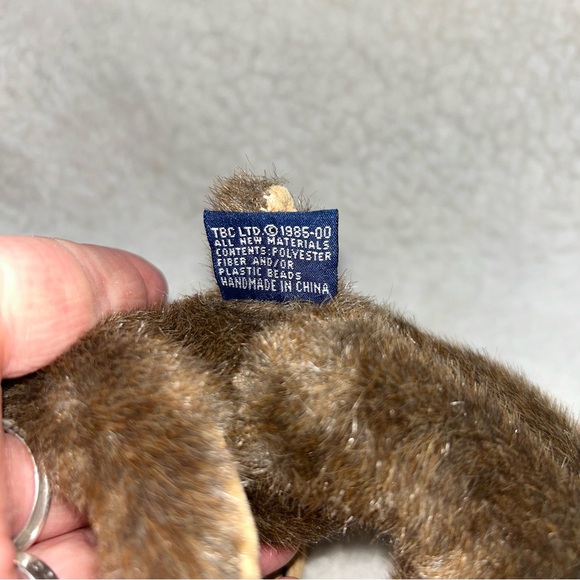 TBC LTD.© 1985-00
ALL NEW MATERIALS
CONTENTS: POLYESTER
FIBER AND/OR
PLASTIC BEADS
HANDMADE IN CHINA